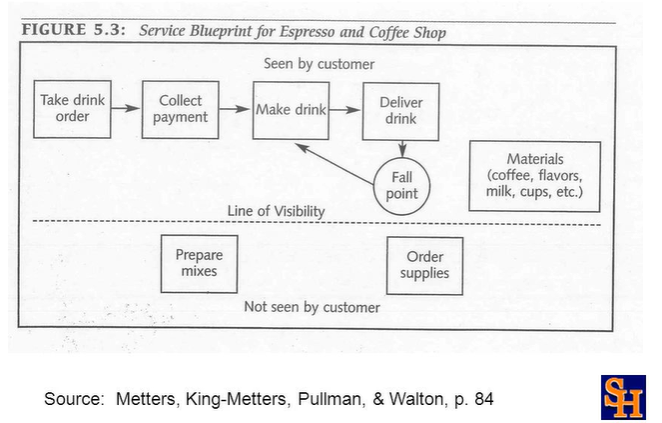 FIGURE 5.3: Service Blueprint for Espresso and Coffee Shop
Seen by customer
Take drink
order
Collect
payment
Make drink
Deliver
drink
Fall
point
Materials
(coffee, flavors,
milk, cups, etc.)
Line of Visibility
Prepare
mixes
Order
supplies
Not seen by customer
Source: Metters, King-Metters, Pullman, & Walton, p. 84
SH